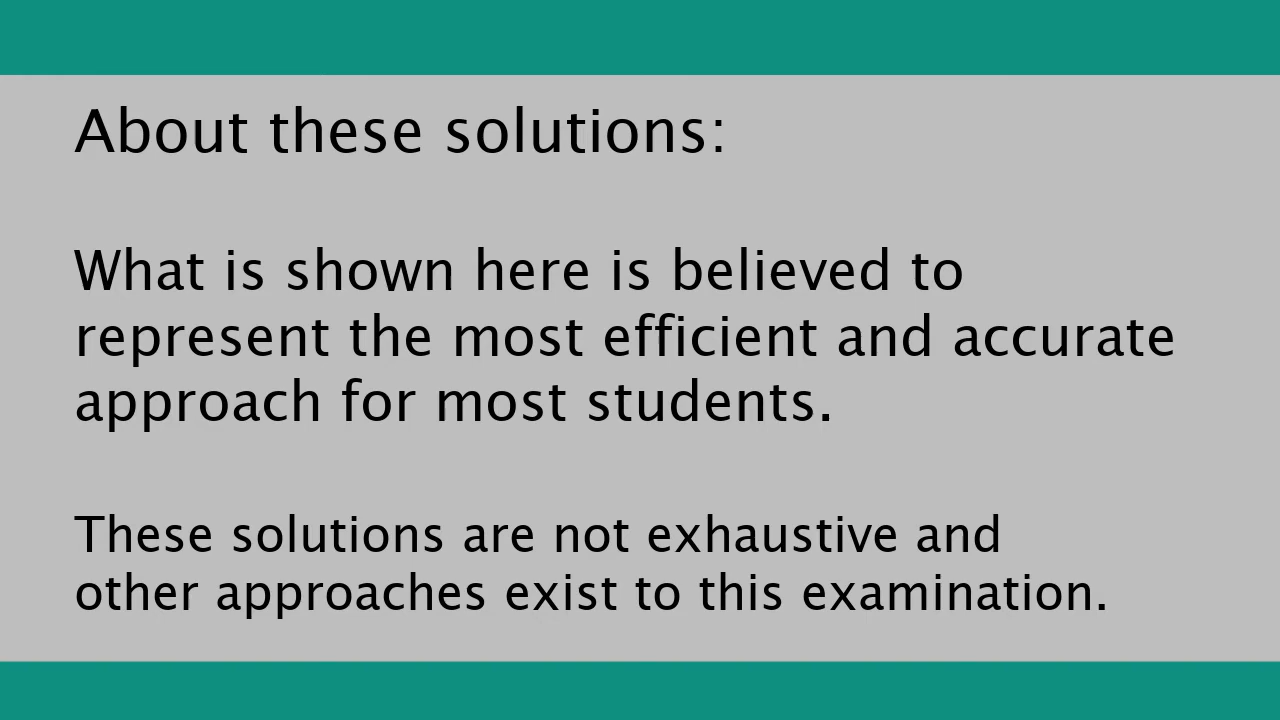 About these solutions:
What is shown here is believed to
represent the most efficient and accurate
approach for most students.
These solutions are not exhaustive and
other approaches exist to this examination.